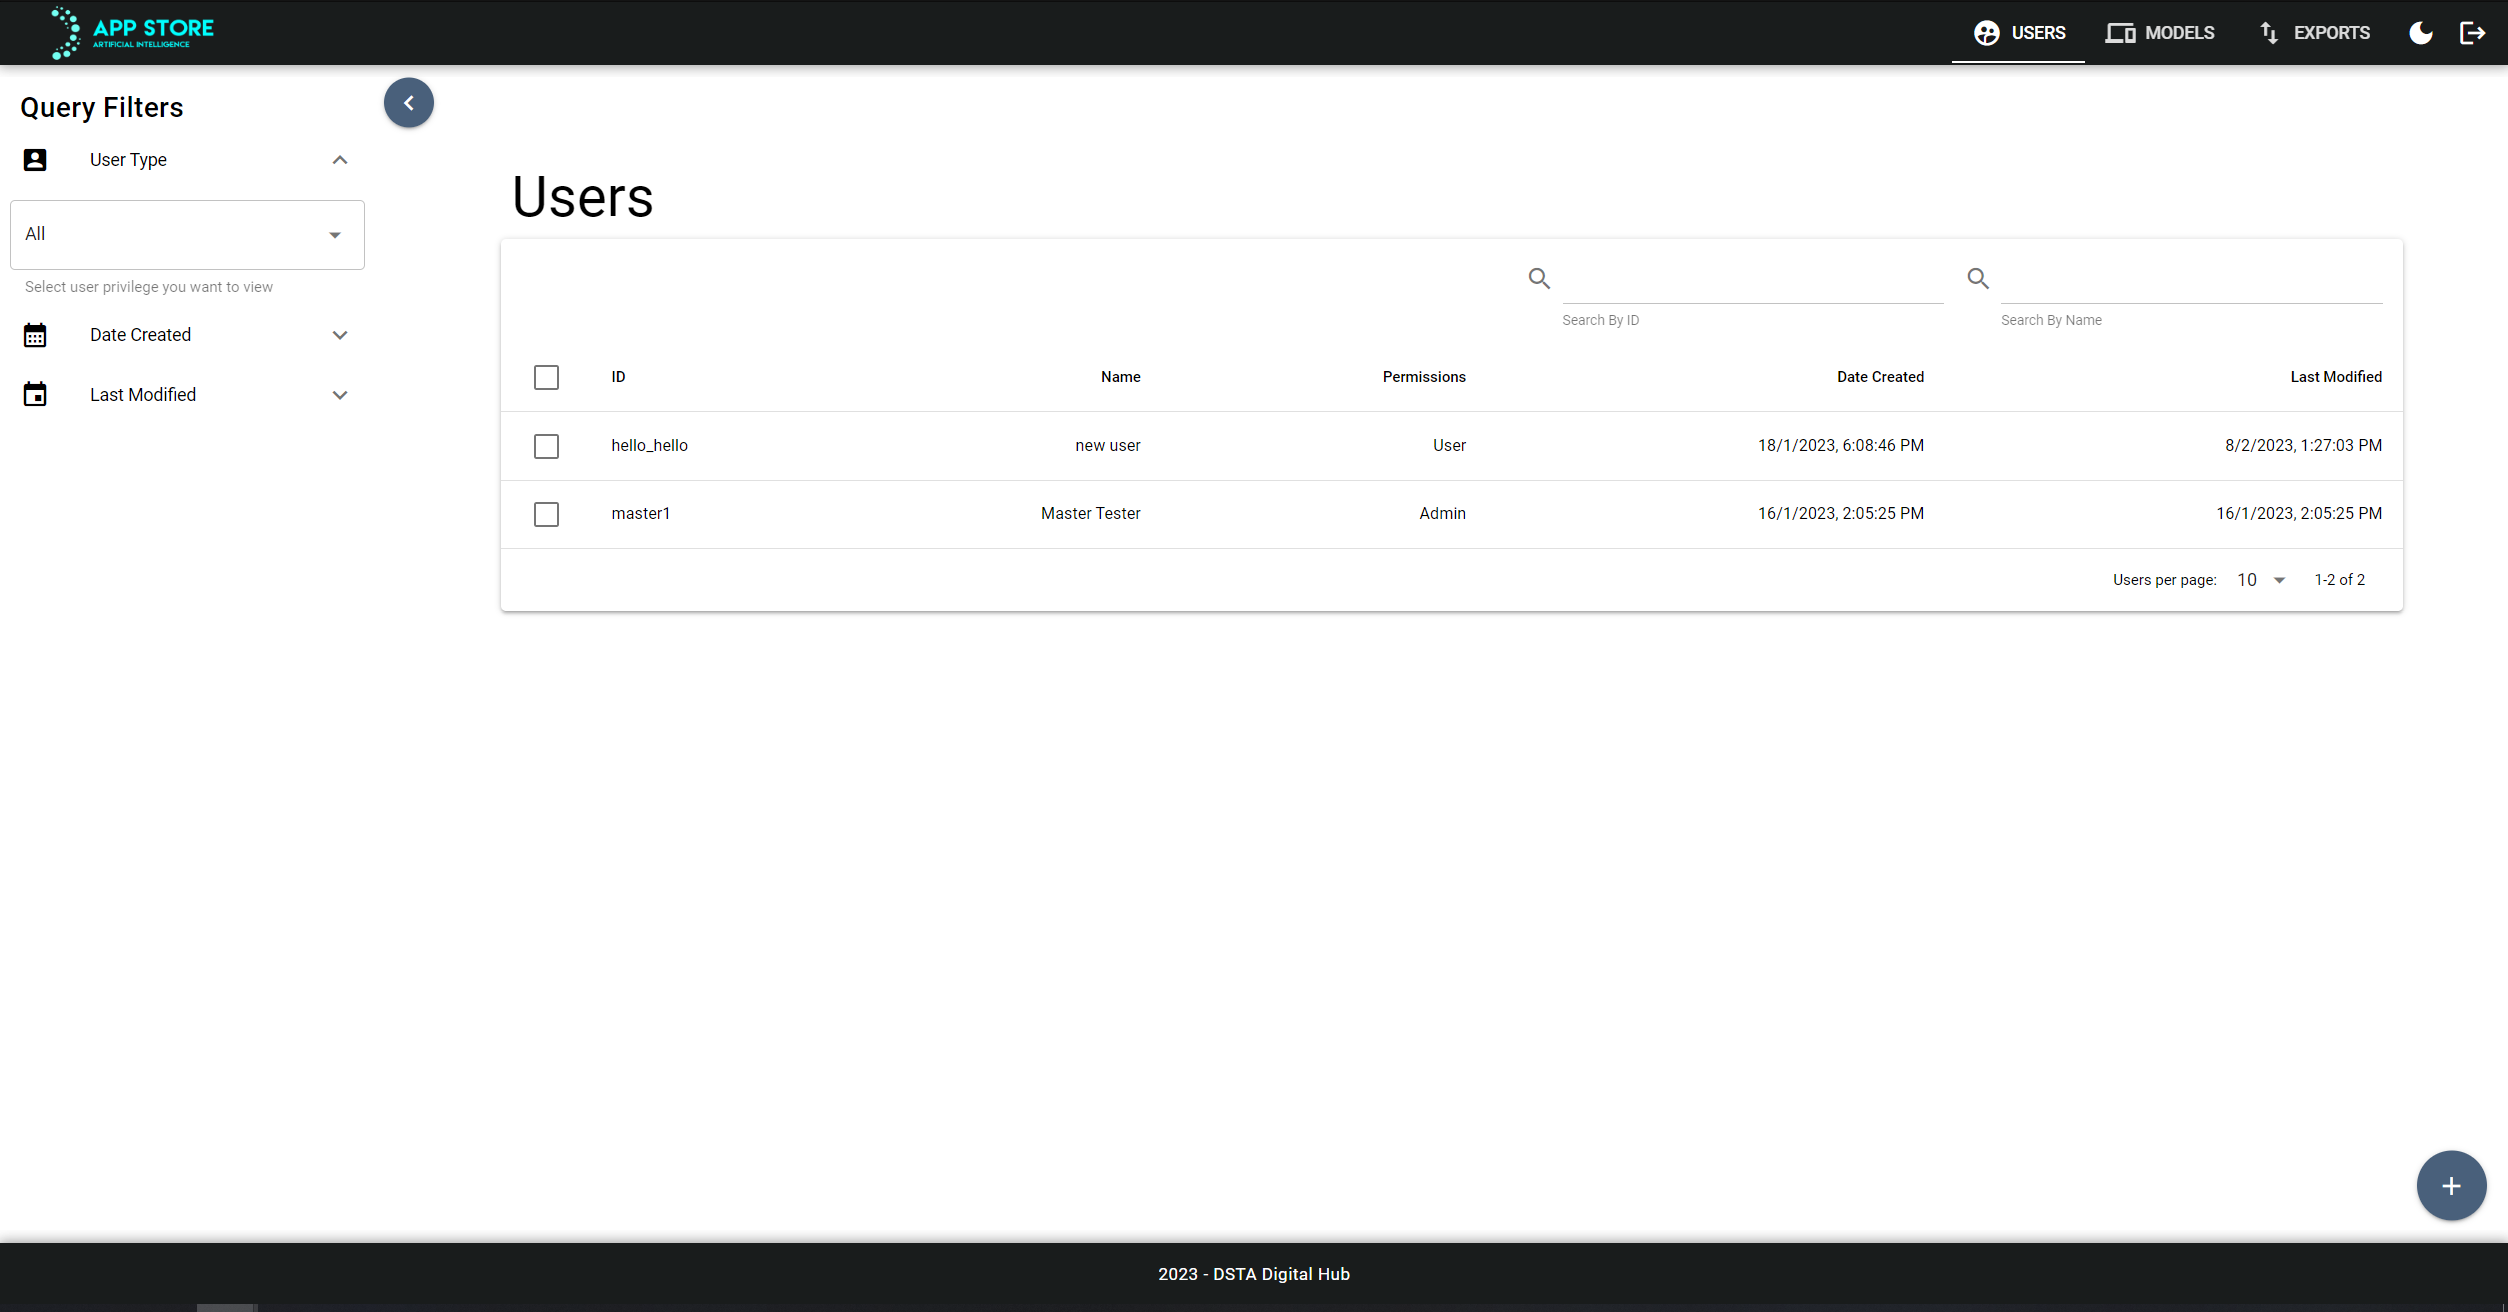 APP STORE
ARTIFICIAL INTELLIGENCE
USERS
MODELS
EXPORTS
Query Filters
User Type
All
Select user privilege you want to view
Date Created
Last Modified
Users
Search By ID
Search By Name
ID Name Permissions Date Created Last Modified
hello_hello new user User 18/1/2023, 6:08:46 PM 8/2/2023, 1:27:03 PM
master1 Master Tester Admin 16/1/2023, 2:05:25 PM 16/1/2023, 2:05:25 PM
Users per page: 10 1-2 of 2
2023 - DSTA Digital Hub